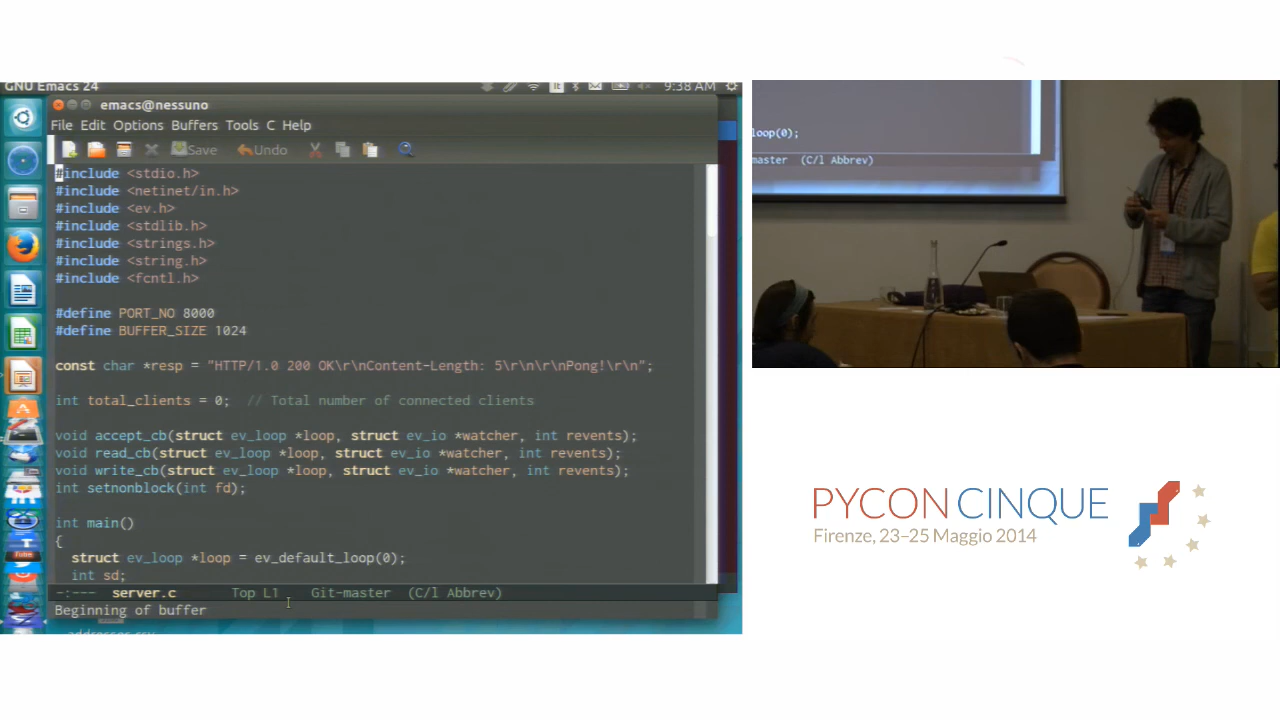 GNU Emacs 24
9:38 AM
emacs@nessuno
File Edit Options Buffers Tools C Help
Save Undo
#include <stdio.h>
#include <netinet/in.h>
#include <ev.h>
#include <stdlib.h>
#include <strings.h>
#include <string.h>
#include <fcntl.h>
#define PORT_NO 8000
#define BUFFER_SIZE 1024
const char *resp = "HTTP/1.0 200 OK\r\nContent-Length: 5\r\n\r\nPong!\r\n";
int total_clients = 0; // Total number of connected clients
void accept_cb(struct ev_loop *loop, struct ev_io *watcher, int revents);
void read_cb(struct ev_loop *loop, struct ev_io *watcher, int revents);
void write_cb(struct ev_loop *loop, struct ev_io *watcher, int revents);
int setnonblock(int fd);
int main()
{
struct ev_loop *loop = ev_default_loop(0);
int sd;
-:--- server.c Top L1 Git-master (C/l Abbrev)
Beginning of buffer
loop(0);
master (C/l Abbrev)
PYCON CINQUE
Firenze, 23–25 Maggio 2014